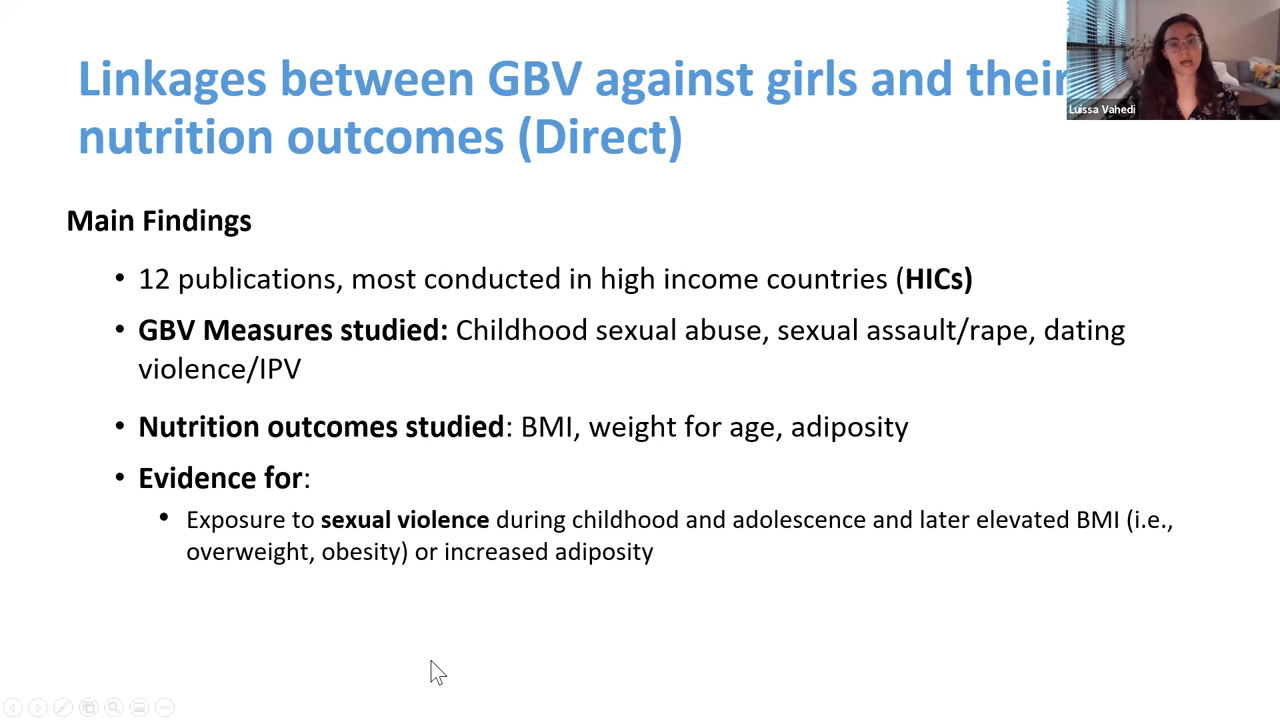 Linkages between GBV against girls and their
nutrition outcomes (Direct)
Luissa Vahedi
Main Findings
• 12 publications, most conducted in high income countries (HICs)
• GBV Measures studied: Childhood sexual abuse, sexual assault/rape, dating
violence/IPV
• Nutrition outcomes studied: BMI, weight for age, adiposity
• Evidence for:
• Exposure to sexual violence during childhood and adolescence and later elevated BMI (i.e.,
overweight, obesity) or increased adiposity